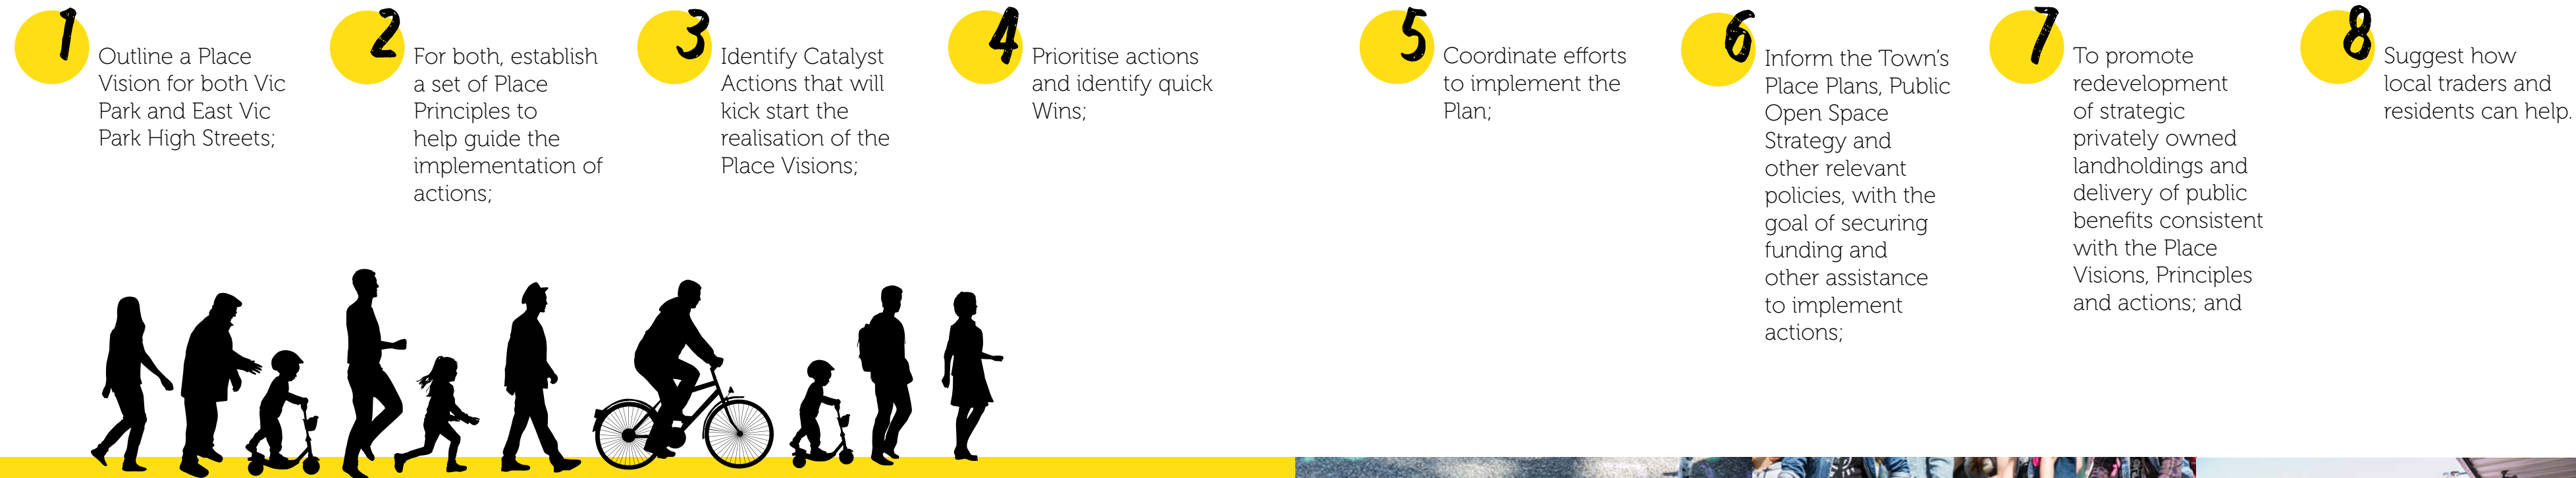 1
Outline a Place
Vision for both Vic
Park and East Vic
Park High Streets;
2
For both, establish
a set of Place
Principles to
help guide the
implementation of
actions;
3
Identify Catalyst
Actions that will
kick start the
realisation of the
Place Visions;
4
Prioritise actions
and identify quick
Wins;
5
Coordinate efforts
to implement the
Plan;
6
Inform the Town’s
Place Plans, Public
Open Space
Strategy and
other relevant
policies, with the
goal of securing
funding and
other assistance
to implement
actions;
7
To promote
redevelopment
of strategic
privately owned
landholdings and
delivery of public
benefits consistent
with the Place
Visions, Principles
and actions; and
8
Suggest how
local traders and
residents can help.